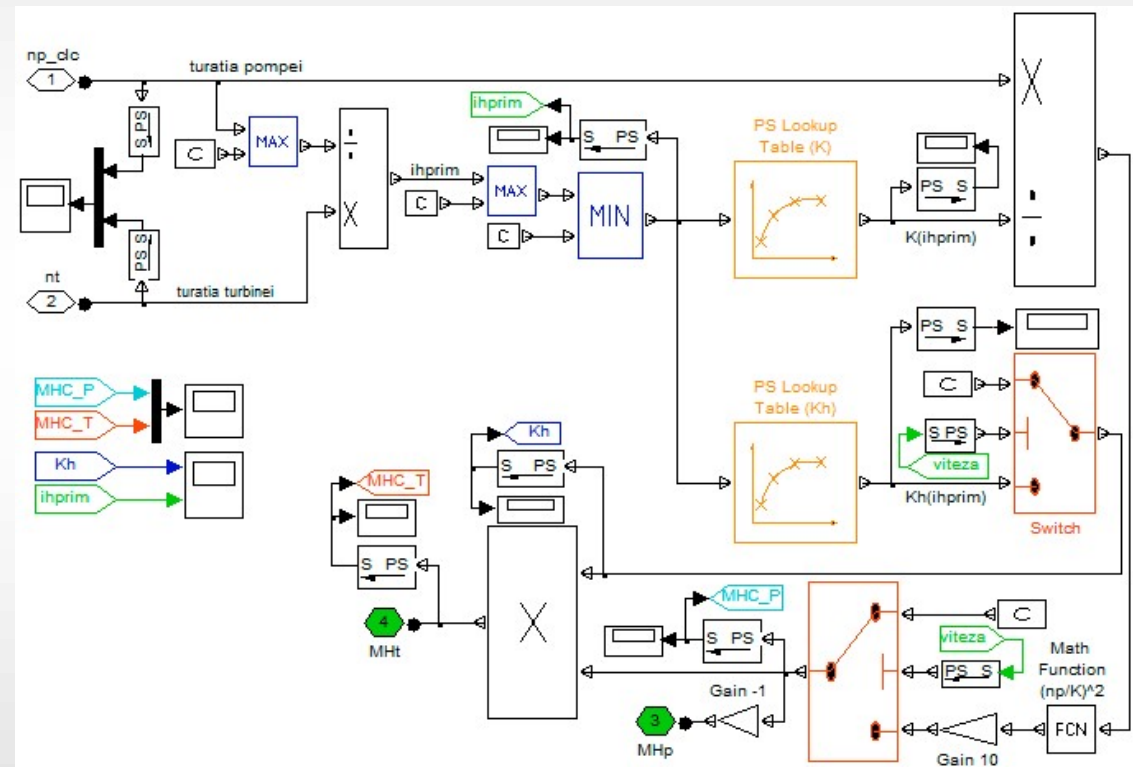 np_clc
1
turatia pompei
S PS
C
MAX
÷
X
ihprim
ihprim
S PS
C
MAX
C
MIN
PS Lookup
Table (K)
PS S
K(ihprim)
X
÷
PS S
nt
2
turatia turbinei
MHC_P
MHC_T
Kh
ihprim
PS Lookup
Table (Kh)
PS S
C
S PS
viteza
Kh(ihprim)
Switch
Kh
S PS
MHC_T
S PS
X
4
MHt
MHC_P
S PS
Gain -1
3
MHp
C
viteza
PS S
Math
Function
(np/K)^2
FCN
Gain 10